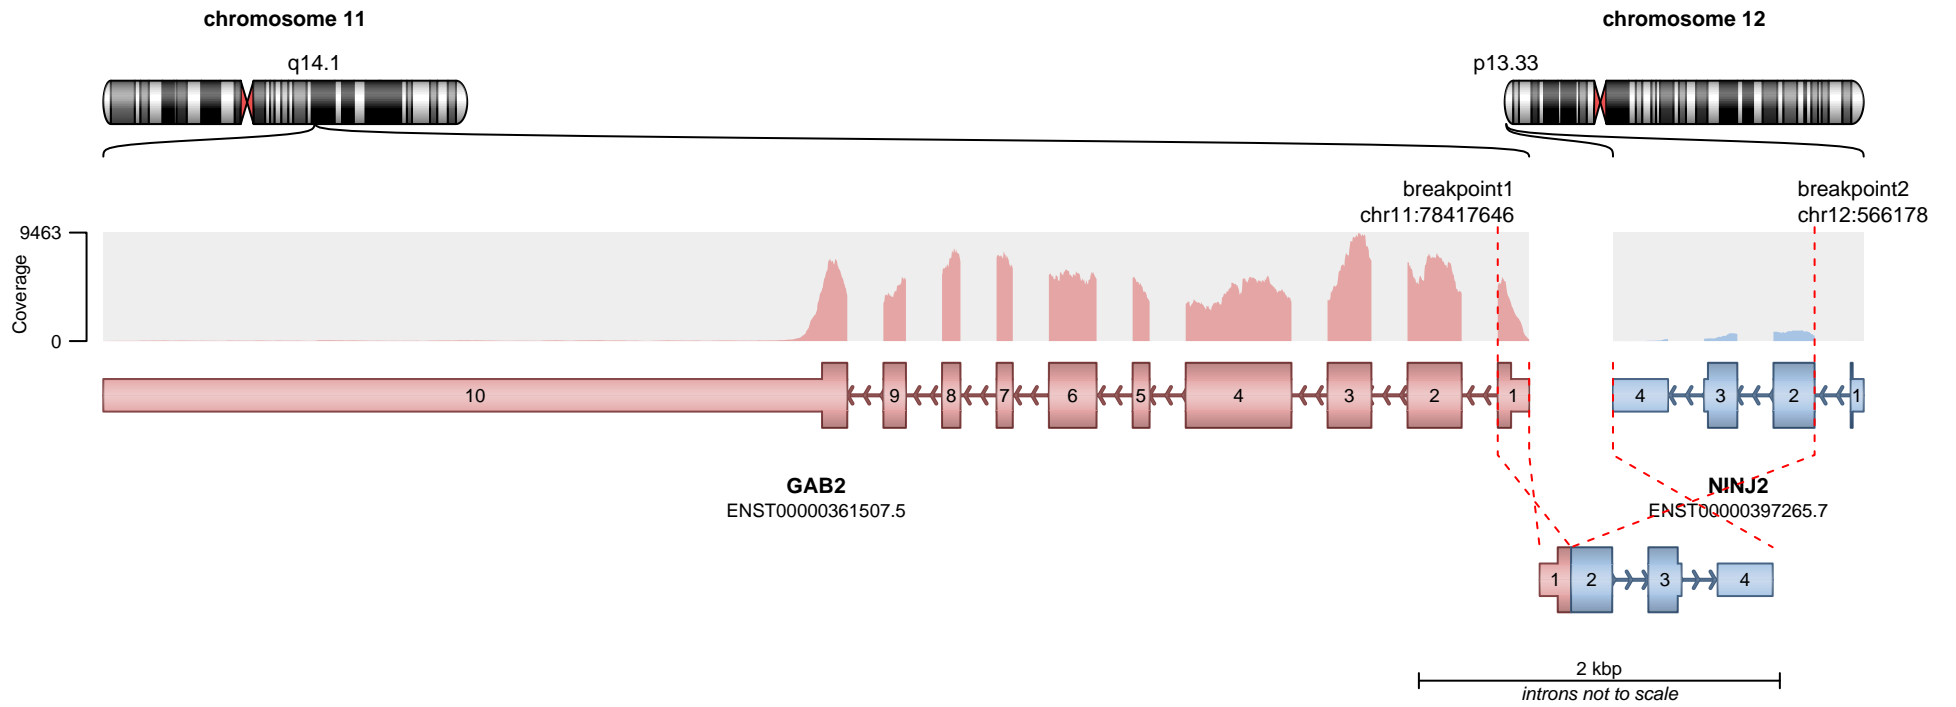 chromosome 11
chromosome 12
q14.1
p13.33
breakpoint1
chr11:78417646
breakpoint2
chr12:566178
9463
Coverage
0
10
9
8
7
6
5
4
3
2
1
4
3
2
1
GAB2
ENST00000361507.5
NINJ2
ENST00000397265.7
1
2
3
4
2 kbp
introns not to scale